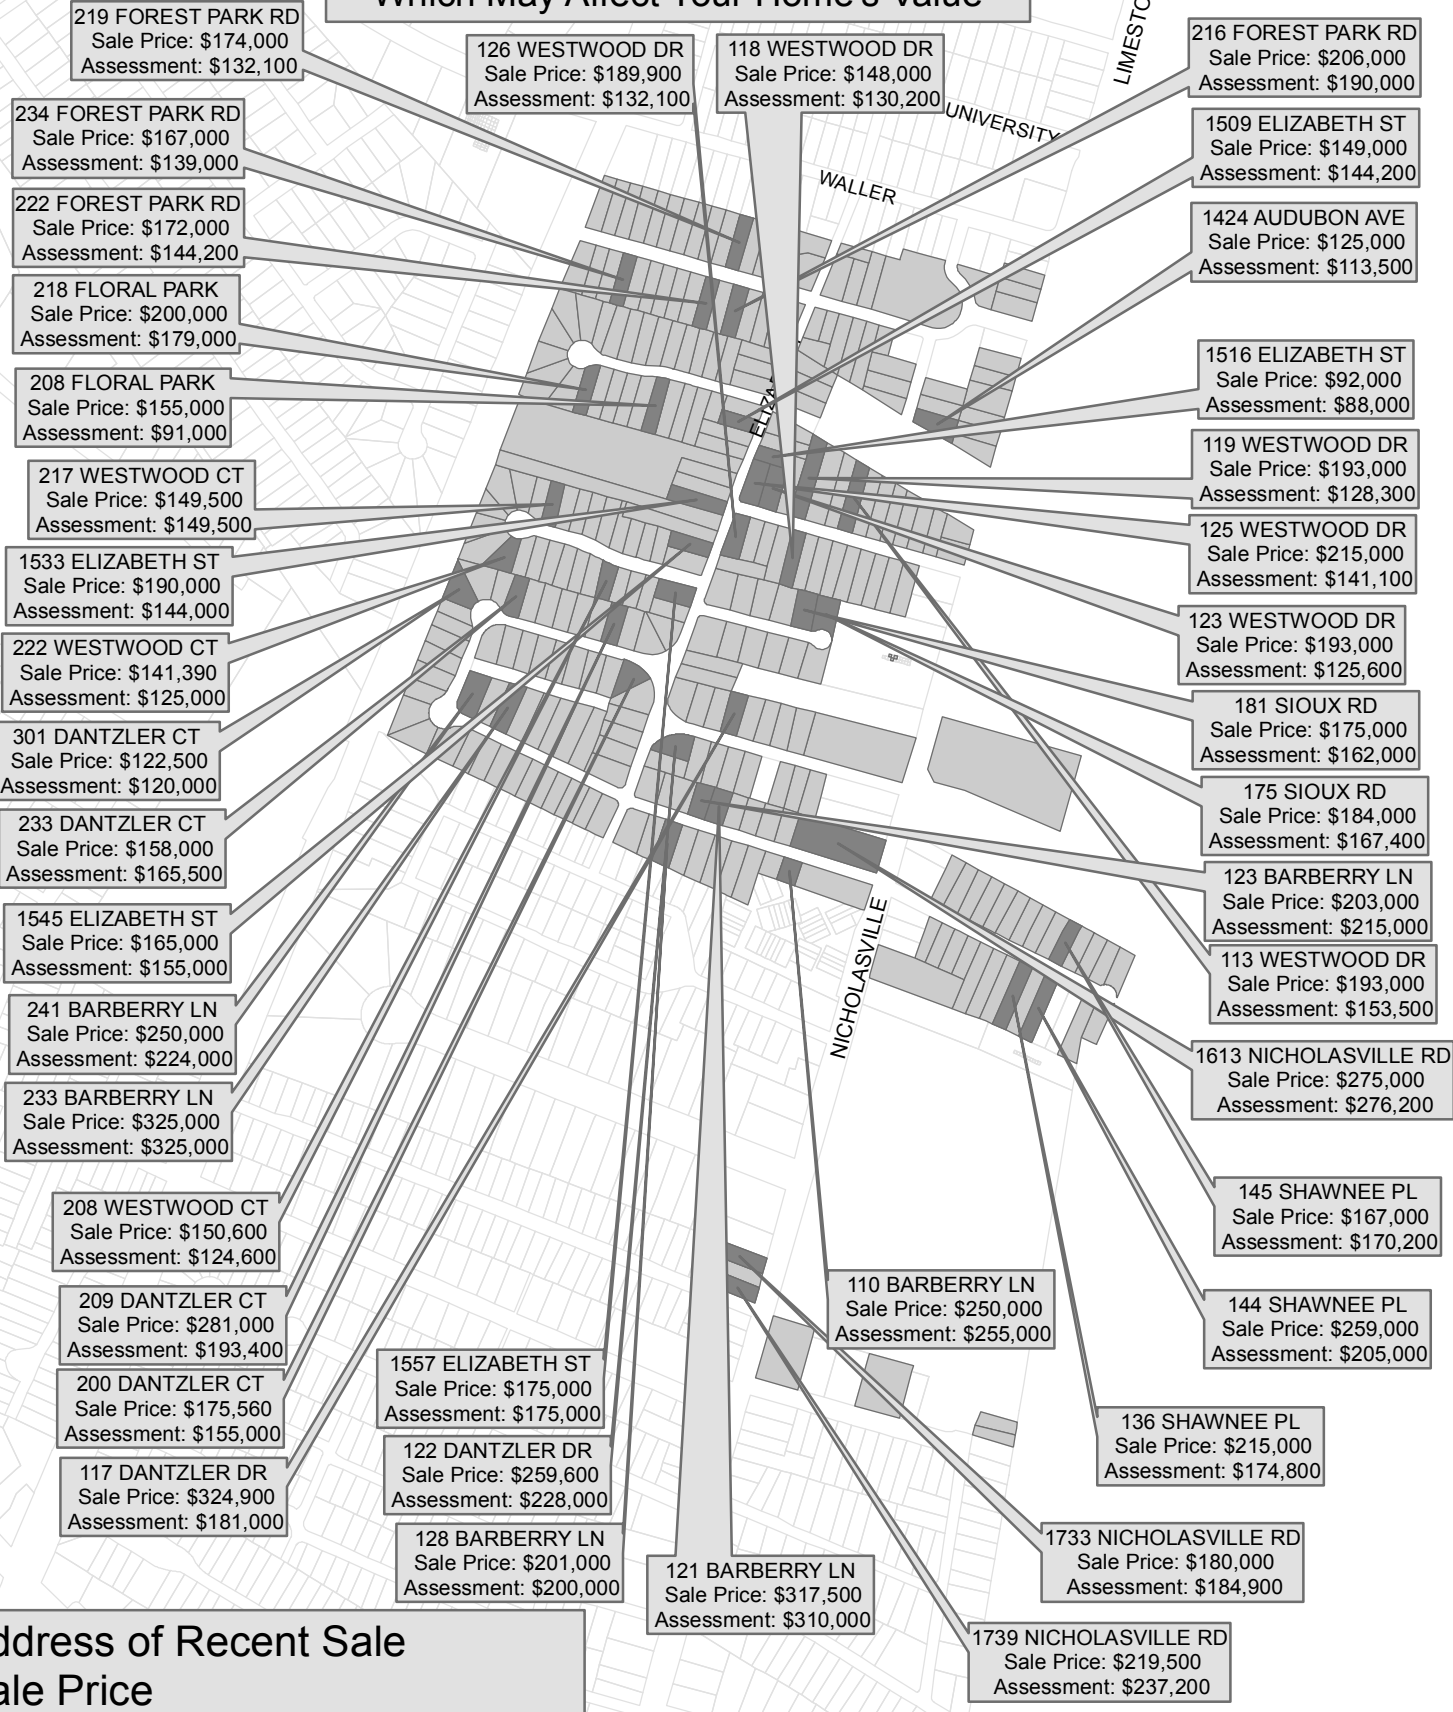 Which May Affect Your Home's Value
219 FOREST PARK RD
Sale Price: $174,000
Assessment: $132,100
126 WESTWOOD DR
Sale Price: $189,900
Assessment: $132,100
118 WESTWOOD DR
Sale Price: $148,000
Assessment: $130,200
216 FOREST PARK RD
Sale Price: $206,000
Assessment: $190,000
LIMESTO
UNIVERSITY
WALLER
234 FOREST PARK RD
Sale Price: $167,000
Assessment: $139,000
1509 ELIZABETH ST
Sale Price: $149,000
Assessment: $144,200
222 FOREST PARK RD
Sale Price: $172,000
Assessment: $144,200
1424 AUDUBON AVE
Sale Price: $125,000
Assessment: $113,500
218 FLORAL PARK
Sale Price: $200,000
Assessment: $179,000
1516 ELIZABETH ST
Sale Price: $92,000
Assessment: $88,000
208 FLORAL PARK
Sale Price: $155,000
Assessment: $91,000
ELIZA
119 WESTWOOD DR
Sale Price: $193,000
Assessment: $128,300
217 WESTWOOD CT
Sale Price: $149,500
Assessment: $149,500
125 WESTWOOD DR
Sale Price: $215,000
Assessment: $141,100
1533 ELIZABETH ST
Sale Price: $190,000
Assessment: $144,000
123 WESTWOOD DR
Sale Price: $193,000
Assessment: $125,600
222 WESTWOOD CT
Sale Price: $141,390
Assessment: $125,000
181 SIOUX RD
Sale Price: $175,000
Assessment: $162,000
301 DANTZLER CT
Sale Price: $122,500
Assessment: $120,000
175 SIOUX RD
Sale Price: $184,000
Assessment: $167,400
233 DANTZLER CT
Sale Price: $158,000
Assessment: $165,500
123 BARBERRY LN
Sale Price: $203,000
Assessment: $215,000
1545 ELIZABETH ST
Sale Price: $165,000
Assessment: $155,000
NICHOLASVILLE
113 WESTWOOD DR
Sale Price: $193,000
Assessment: $153,500
241 BARBERRY LN
Sale Price: $250,000
Assessment: $224,000
1613 NICHOLASVILLE RD
Sale Price: $275,000
Assessment: $276,200
233 BARBERRY LN
Sale Price: $325,000
Assessment: $325,000
145 SHAWNEE PL
Sale Price: $167,000
Assessment: $170,200
208 WESTWOOD CT
Sale Price: $150,600
Assessment: $124,600
110 BARBERRY LN
Sale Price: $250,000
Assessment: $255,000
209 DANTZLER CT
Sale Price: $281,000
Assessment: $193,400
144 SHAWNEE PL
Sale Price: $259,000
Assessment: $205,000
1557 ELIZABETH ST
Sale Price: $175,000
Assessment: $175,000
200 DANTZLER CT
Sale Price: $175,560
Assessment: $155,000
136 SHAWNEE PL
Sale Price: $215,000
Assessment: $174,800
122 DANTZLER DR
Sale Price: $259,600
Assessment: $228,000
117 DANTZLER DR
Sale Price: $324,900
Assessment: $181,000
128 BARBERRY LN
Sale Price: $201,000
Assessment: $200,000
1733 NICHOLASVILLE RD
Sale Price: $180,000
Assessment: $184,900
121 BARBERRY LN
Sale Price: $317,500
Assessment: $310,000
1739 NICHOLASVILLE RD
Sale Price: $219,500
Assessment: $237,200
ddress of Recent Sale
ale Price